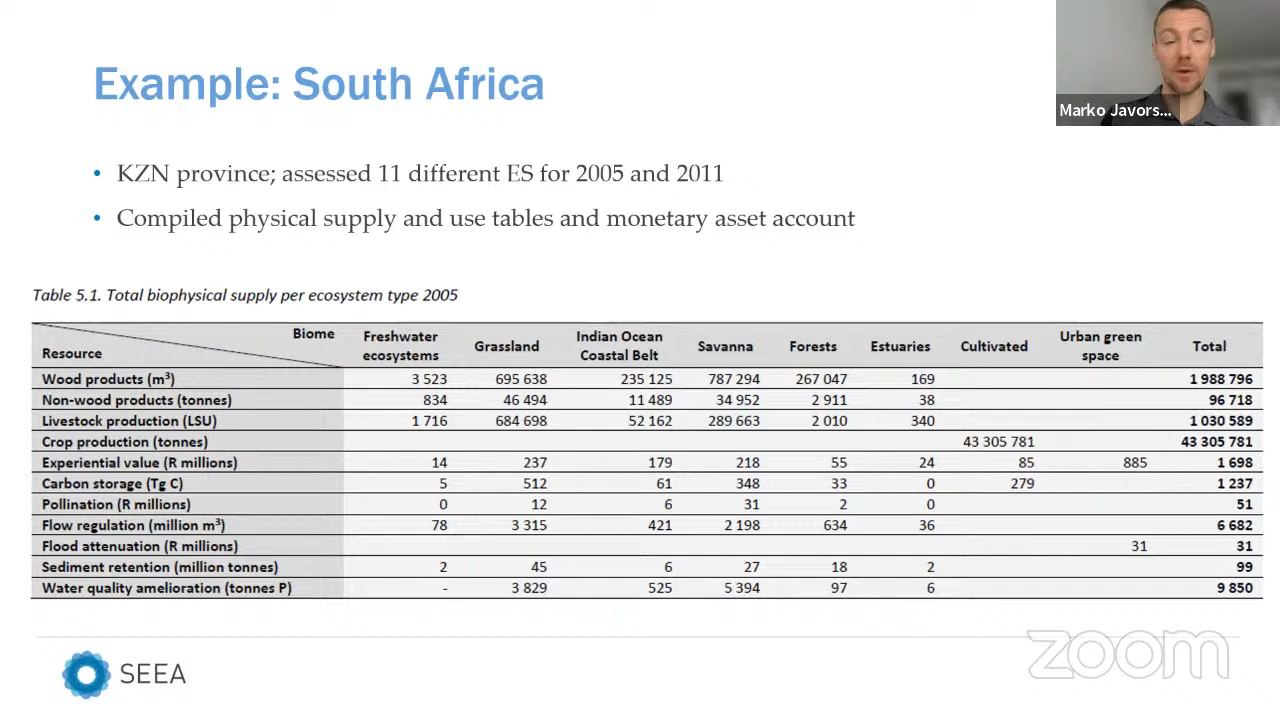 Example: South Africa
Marko Javors...
• KZN province; assessed 11 different ES for 2005 and 2011
• Compiled physical supply and use tables and monetary asset account
Table 5.1. Total biophysical supply per ecosystem type 2005
Biome Resource Freshwater ecosystems Grassland Indian Ocean Coastal Belt Savanna Forests Estuaries Cultivated Urban green space Total
Wood products (m³) 3 523 695 638 235 125 787 294 267 047 169 1 988 796
Non-wood products (tonnes) 834 46 494 11 489 34 952 2 911 38 96 718
Livestock production (LSU) 1 716 684 698 52 162 289 663 2 010 340 1 030 589
Crop production (tonnes) 43 305 781 43 305 781
Experiential value (R millions) 14 237 179 218 55 24 85 885 1 698
Carbon storage (Tg C) 5 512 61 348 33 0 279 1 237
Pollination (R millions) 0 12 6 31 2 0 51
Flow regulation (million m³) 78 3 315 421 2 198 634 36 6 682
Flood attenuation (R millions) 31 31
Sediment retention (million tonnes) 2 45 6 27 18 2 99
Water quality amelioration (tonnes P) - 3 829 525 5 394 97 6 9 850
SEEA
zoom